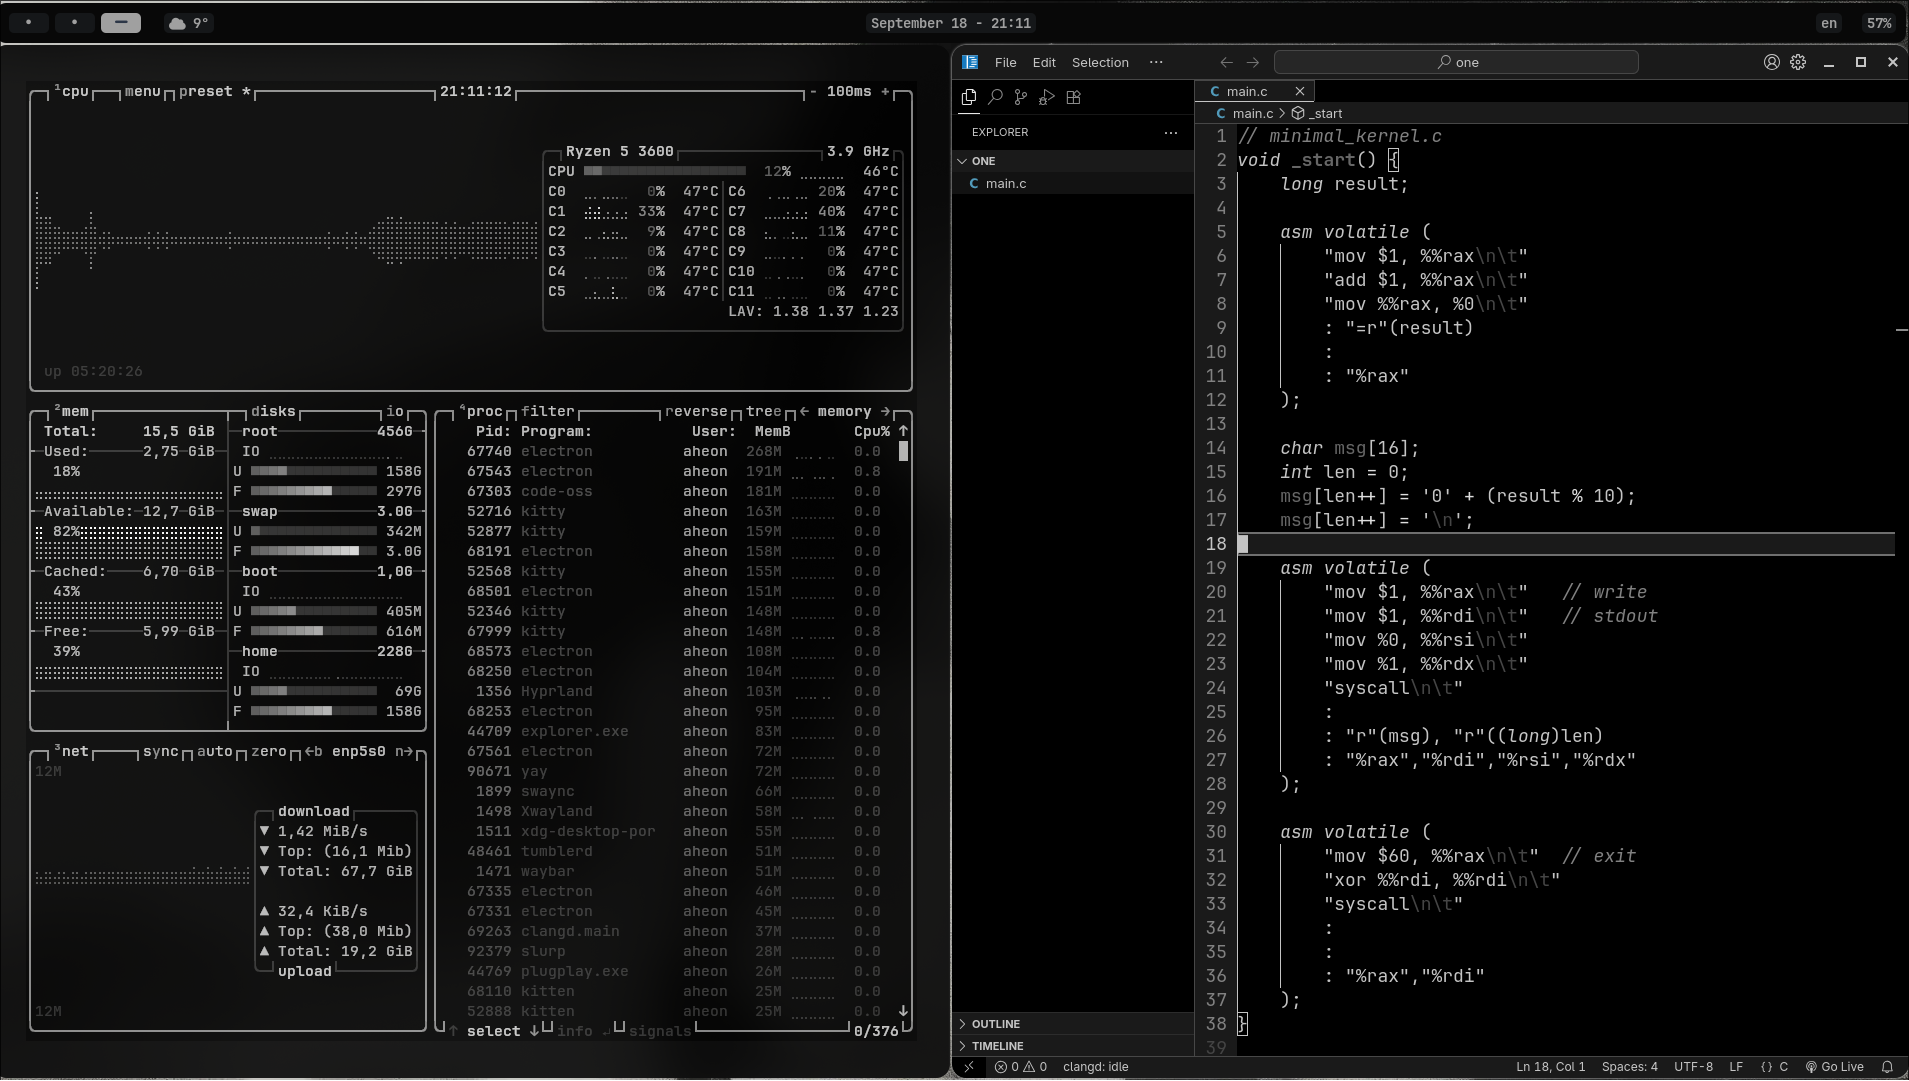 9°
September 18 - 21:11
en
57%
¹cpu menu preset * 21:11:12 - 100ms +
Ryzen 5 3600 3.9 GHz
CPU 12% 46°C
C0 0% 47°C C6 20% 47°C
C1 33% 47°C C7 40% 47°C
C2 9% 47°C C8 11% 47°C
C3 0% 47°C C9 0% 47°C
C4 0% 47°C C10 0% 47°C
C5 0% 47°C C11 0% 47°C
LAV: 1.38 1.37 1.23
up 05:20:26
²mem disks io
Total: 15,5 GiB
Used: 2,75 GiB
18%
Available: 12,7 GiB
82%
Cached: 6,70 GiB
43%
Free: 5,99 GiB
39%
root 456G
IO
U 158G
F 297G
swap 3.0G
U 342M
F 3.0G
boot 1,0G
IO
U 405M
F 616M
home 228G
IO
U 69G
F 158G
³net sync auto zero ←b enp5s0 n→
12M
download
▼ 1,42 MiB/s
▼ Top: (16,1 Mib)
▼ Total: 67,7 GiB
▲ 32,4 KiB/s
▲ Top: (38,0 Mib)
▲ Total: 19,2 GiB
upload
12M
⁴proc filter reverse tree ← memory →
Pid: Program: User: MemB Cpu% ↑
67740 electron aheon 268M 0.0
67543 electron aheon 191M 0.8
67303 code-oss aheon 181M 0.0
52716 kitty aheon 163M 0.0
52877 kitty aheon 159M 0.0
68191 electron aheon 158M 0.0
52568 kitty aheon 155M 0.0
68501 electron aheon 151M 0.0
52346 kitty aheon 148M 0.0
67999 kitty aheon 148M 0.8
68573 electron aheon 108M 0.0
68250 electron aheon 104M 0.0
1356 Hyprland aheon 103M 0.0
68253 electron aheon 95M 0.0
44709 explorer.exe aheon 83M 0.0
67561 electron aheon 72M 0.0
90671 yay aheon 72M 0.0
1899 swaync aheon 66M 0.0
1498 Xwayland aheon 58M 0.0
1511 xdg-desktop-por aheon 55M 0.0
48461 tumblerd aheon 51M 0.0
1471 waybar aheon 51M 0.0
67335 electron aheon 46M 0.0
67331 electron aheon 45M 0.0
69263 clangd.main aheon 37M 0.0
92379 slurp aheon 28M 0.0
44769 plugplay.exe aheon 26M 0.0
68110 kitten aheon 25M 0.0
52888 kitten aheon 25M 0.0 ↓
↑ select ↓ info ↲ signals 0/376
File Edit Selection ···
← → one
EXPLORER ···
ONE
C main.c
OUTLINE
TIMELINE
C main.c ×
C main.c > _start
1 // minimal_kernel.c
2 void _start() {
3 long result;
4
5 asm volatile (
6 "mov $1, %%rax\n\t"
7 "add $1, %%rax\n\t"
8 "mov %%rax, %0\n\t"
9 : "=r"(result)
10 :
11 : "%rax"
12 );
13
14 char msg[16];
15 int len = 0;
16 msg[len++] = '0' + (result % 10);
17 msg[len++] = '\n';
18
19 asm volatile (
20 "mov $1, %%rax\n\t" // write
21 "mov $1, %%rdi\n\t" // stdout
22 "mov %0, %%rsi\n\t"
23 "mov %1, %%rdx\n\t"
24 "syscall\n\t"
25 :
26 : "r"(msg), "r"((long)len)
27 : "%rax","%rdi","%rsi","%rdx"
28 );
29
30 asm volatile (
31 "mov $60, %%rax\n\t" // exit
32 "xor %%rdi, %%rdi\n\t"
33 "syscall\n\t"
34 :
35 :
36 : "%rax","%rdi"
37 );
38 }
39
0 0 clangd: idle
Ln 18, Col 1 Spaces: 4 UTF-8 LF {} C Go Live